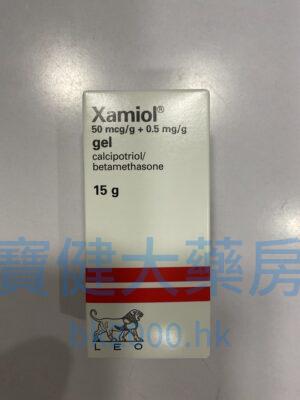 Xamiol®
50 mcg/g + 0.5 mg/g
gel
calcipotriol/
betamethasone
15 g
寶健大藥房
LEO